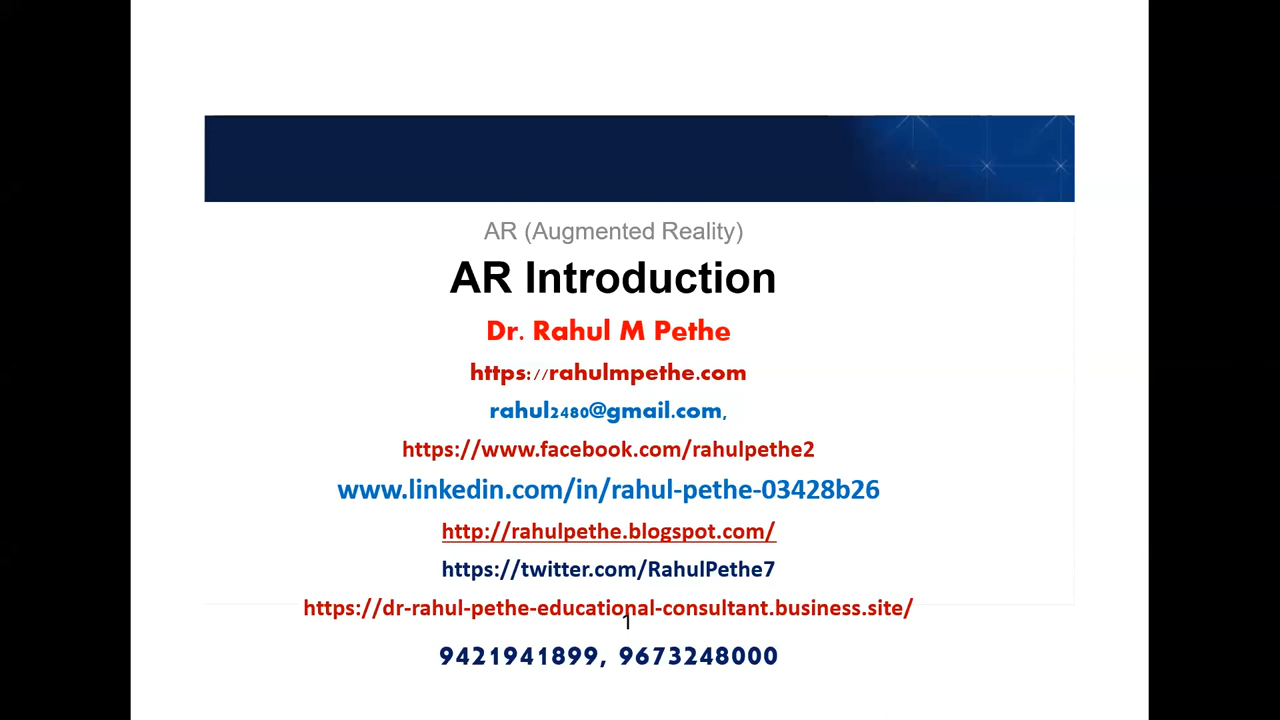 AR (Augmented Reality)
AR Introduction
Dr. Rahul M Pethe
https://rahulmpethe.com
rahul2480@gmail.com,
https://www.facebook.com/rahulpethe2
www.linkedin.com/in/rahul-pethe-03428b26
http://rahulpethe.blogspot.com/
https://twitter.com/RahulPethe7
https://dr-rahul-pethe-educational-consultant.business.site/
1
9421941899, 9673248000